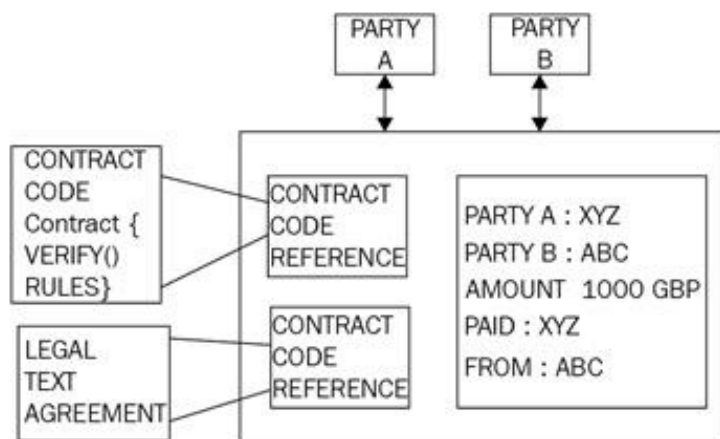 PARTY
A
PARTY
B
CONTRACT
CODE
Contract {
VERIFY()
RULES}
LEGAL
TEXT
AGREEMENT
CONTRACT
CODE
REFERENCE
CONTRACT
CODE
REFERENCE
PARTY A : XYZ
PARTY B : ABC
AMOUNT 1000 GBP
PAID : XYZ
FROM : ABC